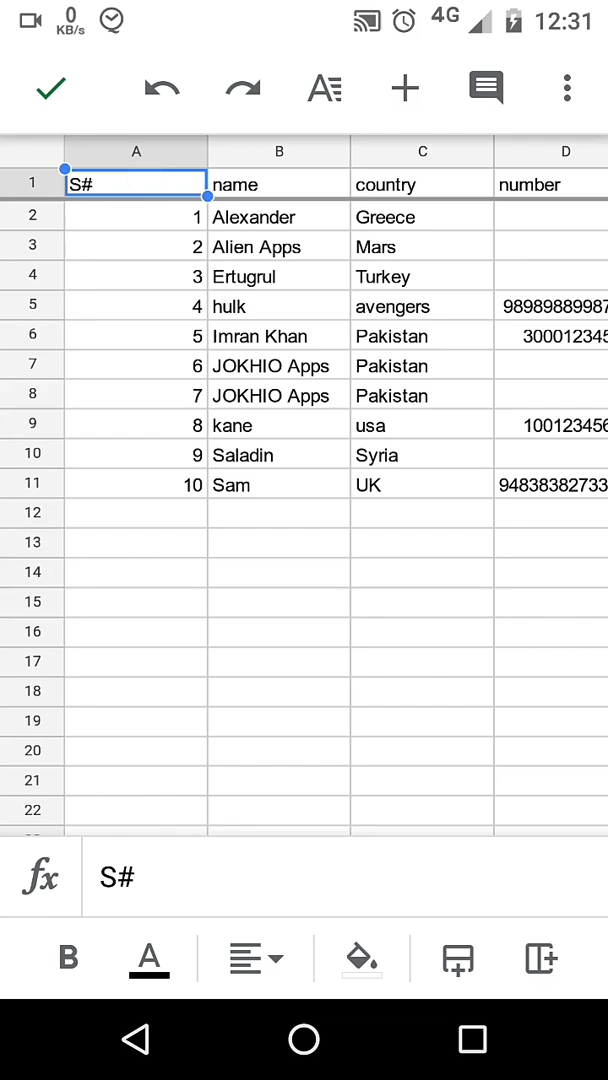 0 KB/s 4G 12:31
A B C D
1 S# name country number
2 1 Alexander Greece
3 2 Alien Apps Mars
4 3 Ertugrul Turkey
5 4 hulk avengers 98989889987
6 5 Imran Khan Pakistan 300012345
7 6 JOKHIO Apps Pakistan
8 7 JOKHIO Apps Pakistan
9 8 kane usa 100123456
10 9 Saladin Syria
11 10 Sam UK 94838382733
12
13
14
15
16
17
18
19
20
21
22
fx S#
B A